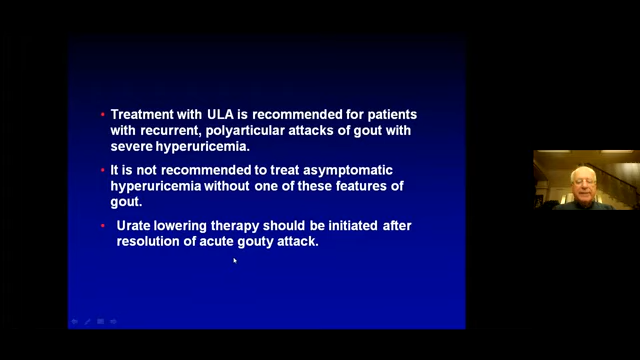 • Treatment with ULA is recommended for patients
with recurrent, polyarticular attacks of gout with
severe hyperuricemia.
• It is not recommended to treat asymptomatic
hyperuricemia without one of these features of
gout.
• Urate lowering therapy should be initiated after
resolution of acute gouty attack.